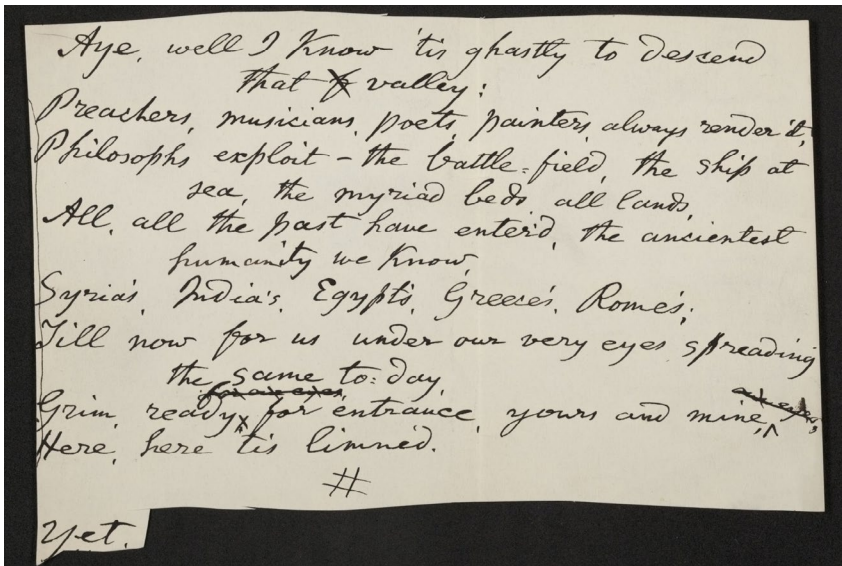 Aye, well I know 'tis ghastly to descend
that valley:
Preachers, musicians, poets, painters, always render it,
Philosophs exploit – the battle-field, the ship at
sea, the myriad beds, all lands,
All, all the past have enter'd, the ancientest
humanity we know,
Syria's, India's, Egypt's, Greece's, Rome's;
Till now for us under our very eyes spreading
the same to-day,
Grim, ready, for entrance, yours and mine,
Here, here 'tis limned.
#
Yet.